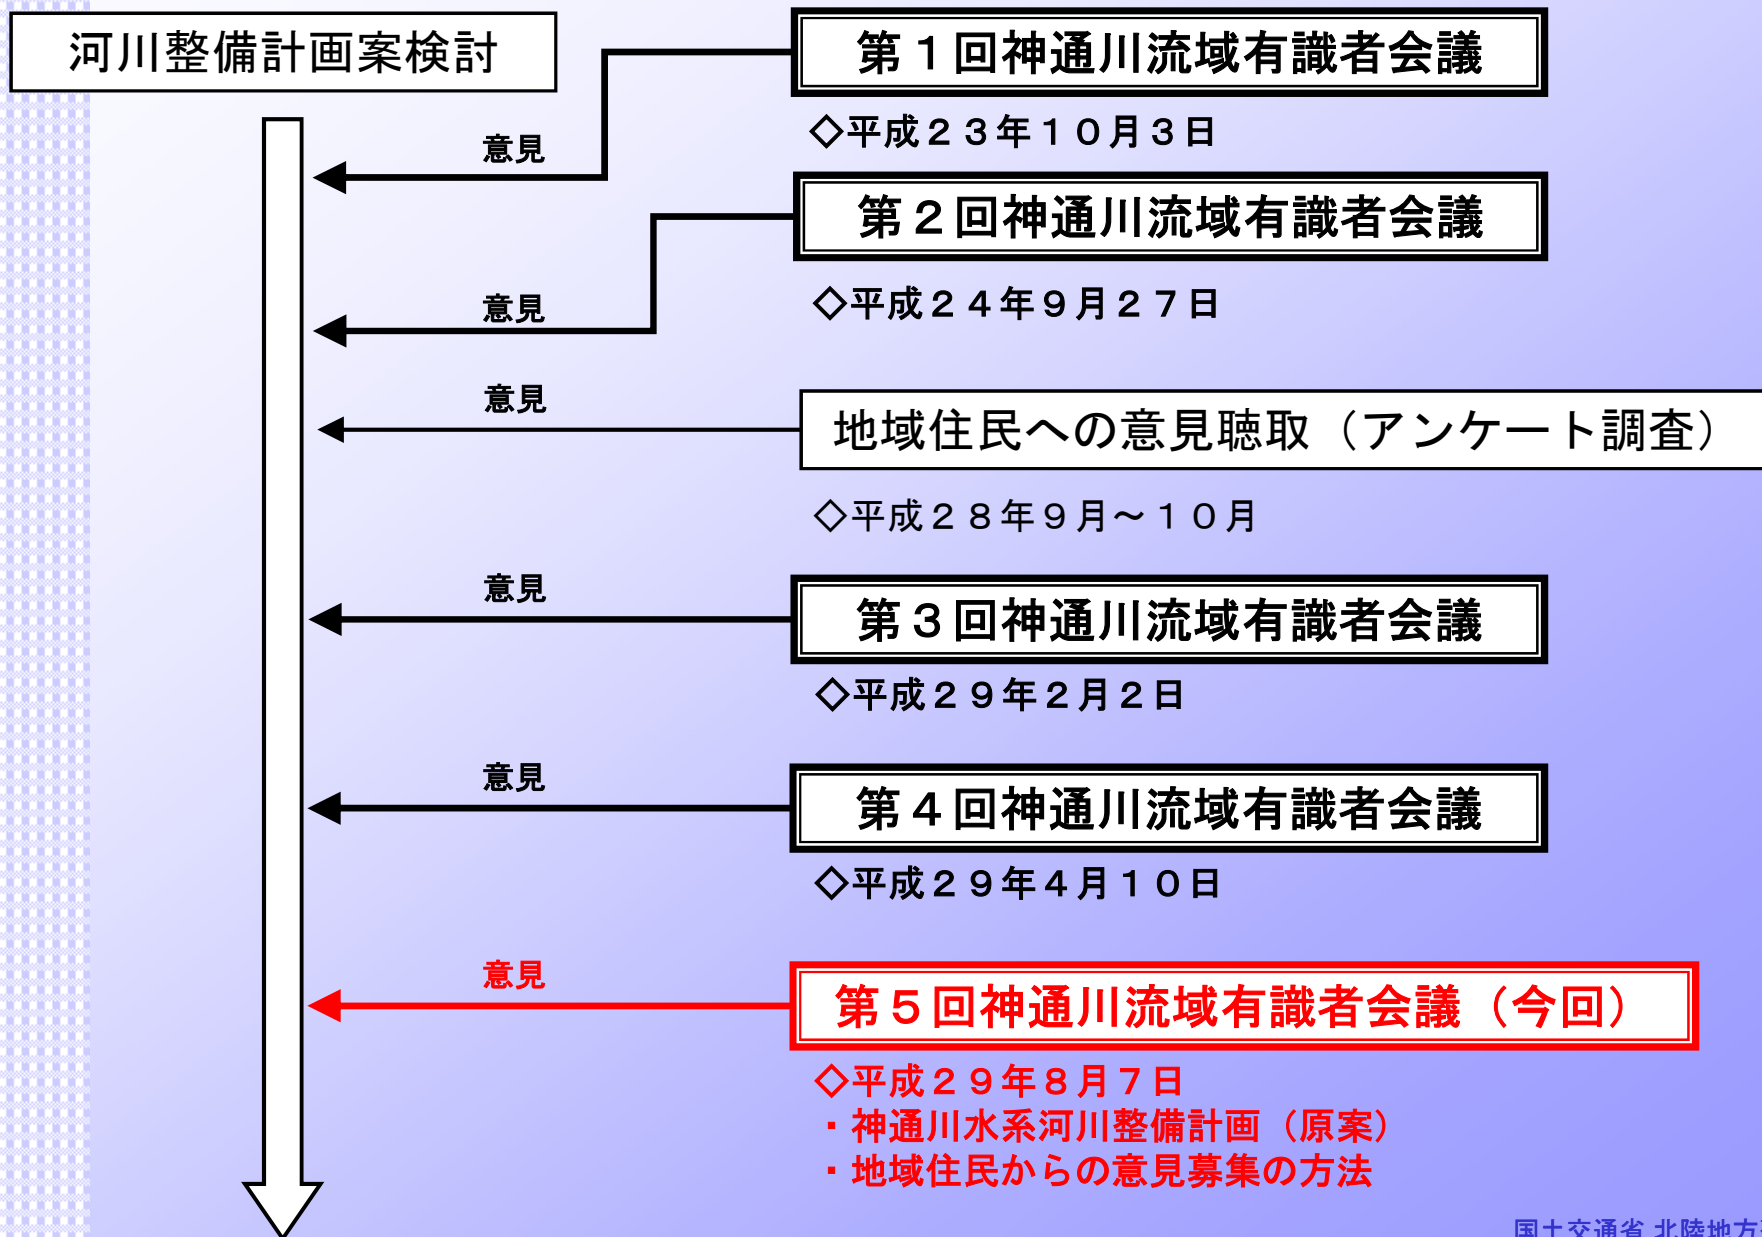 河川整備計画案検討
第１回神通川流域有識者会議
◇平成２３年１０月３日
意見
第２回神通川流域有識者会議
◇平成２４年９月２７日
意見
意見
地域住民への意見聴取（アンケート調査）
◇平成２８年９月～１０月
意見
第３回神通川流域有識者会議
◇平成２９年２月２日
意見
第４回神通川流域有識者会議
◇平成２９年４月１０日
意見
第５回神通川流域有識者会議（今回）
◇平成２９年８月７日
・神通川水系河川整備計画（原案）
・地域住民からの意見募集の方法
国土交通省 北陸地方